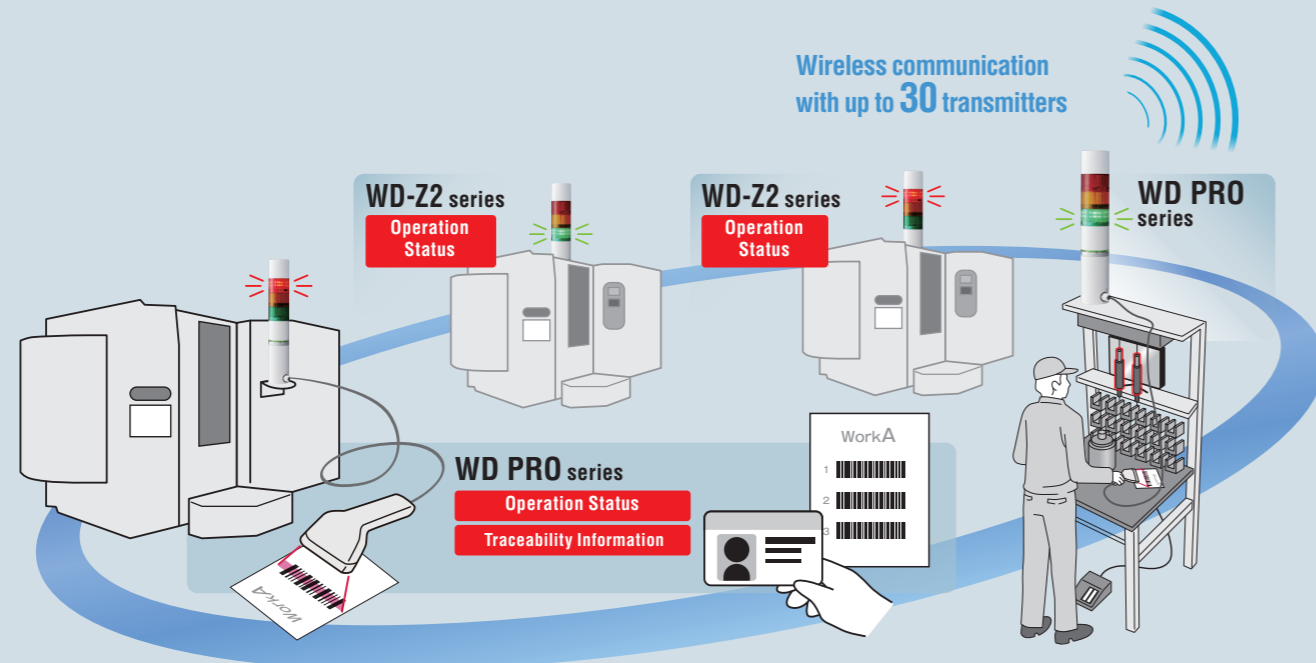 Wireless communication
with up to 30 transmitters
WD-Z2 series
Operation
Status
WD-Z2 series
Operation
Status
WD PRO
series
WorkA
1
2
3
WD PRO series
Operation Status
Traceability Information
WorkA